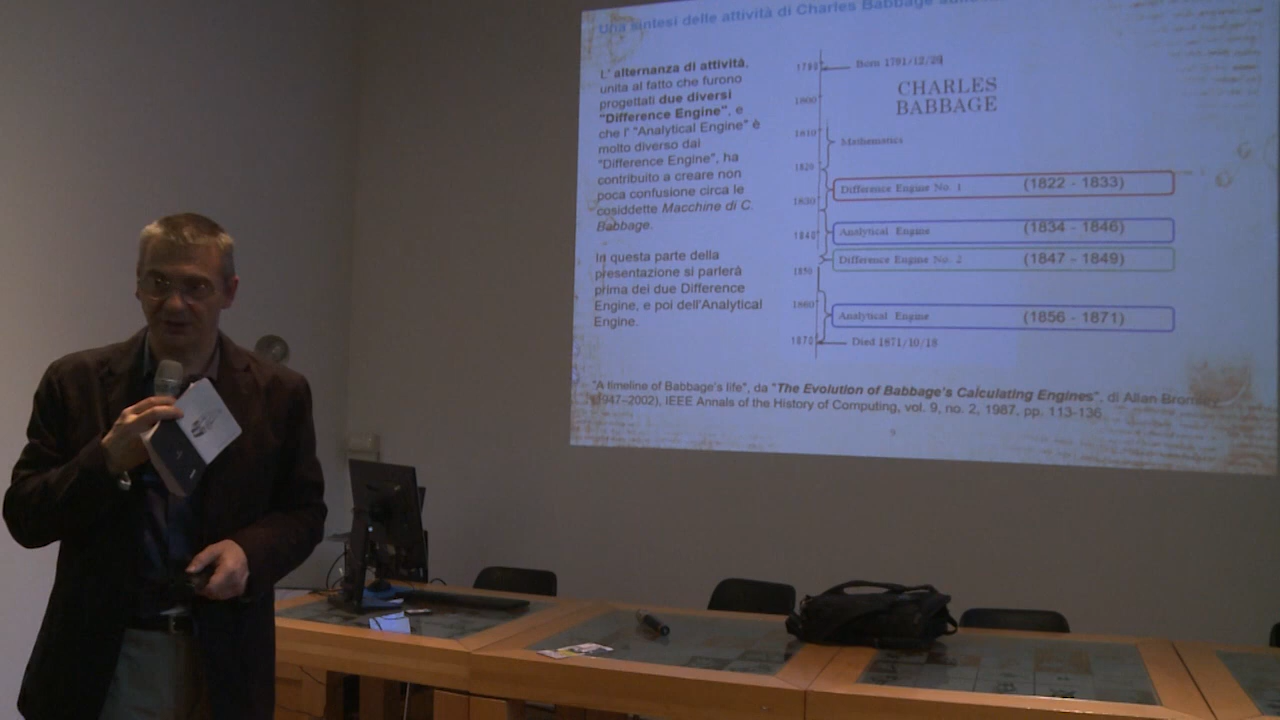 Una sintesi delle attività di Charles Babbage
L' alternanza di attività,
unita al fatto che furono
progettati due diversi
"Difference Engine", e
che l' "Analytical Engine" è
molto diverso dal
"Difference Engine", ha
contribuito a creare non
poca confusione circa le
cosiddette Macchine di C.
Babbage.
In questa parte della
presentazione si parlerà
prima dei due Difference
Engine, e poi dell'Analytical
Engine.
1790 Born 1791/12/26
CHARLES
BABBAGE
1800
1810
Mathematics
1820
Difference Engine No. 1 (1822 - 1833)
1830
Analytical Engine (1834 - 1846)
1840
Difference Engine No. 2 (1847 - 1849)
1850
1860
Analytical Engine (1856 - 1871)
1870 Died 1871/10/18
"A timeline of Babbage's life", da "The Evolution of Babbage's Calculating Engines", di Allan Bromley
(1947–2002), IEEE Annals of the History of Computing, vol. 9, no. 2, 1987, pp. 113-136